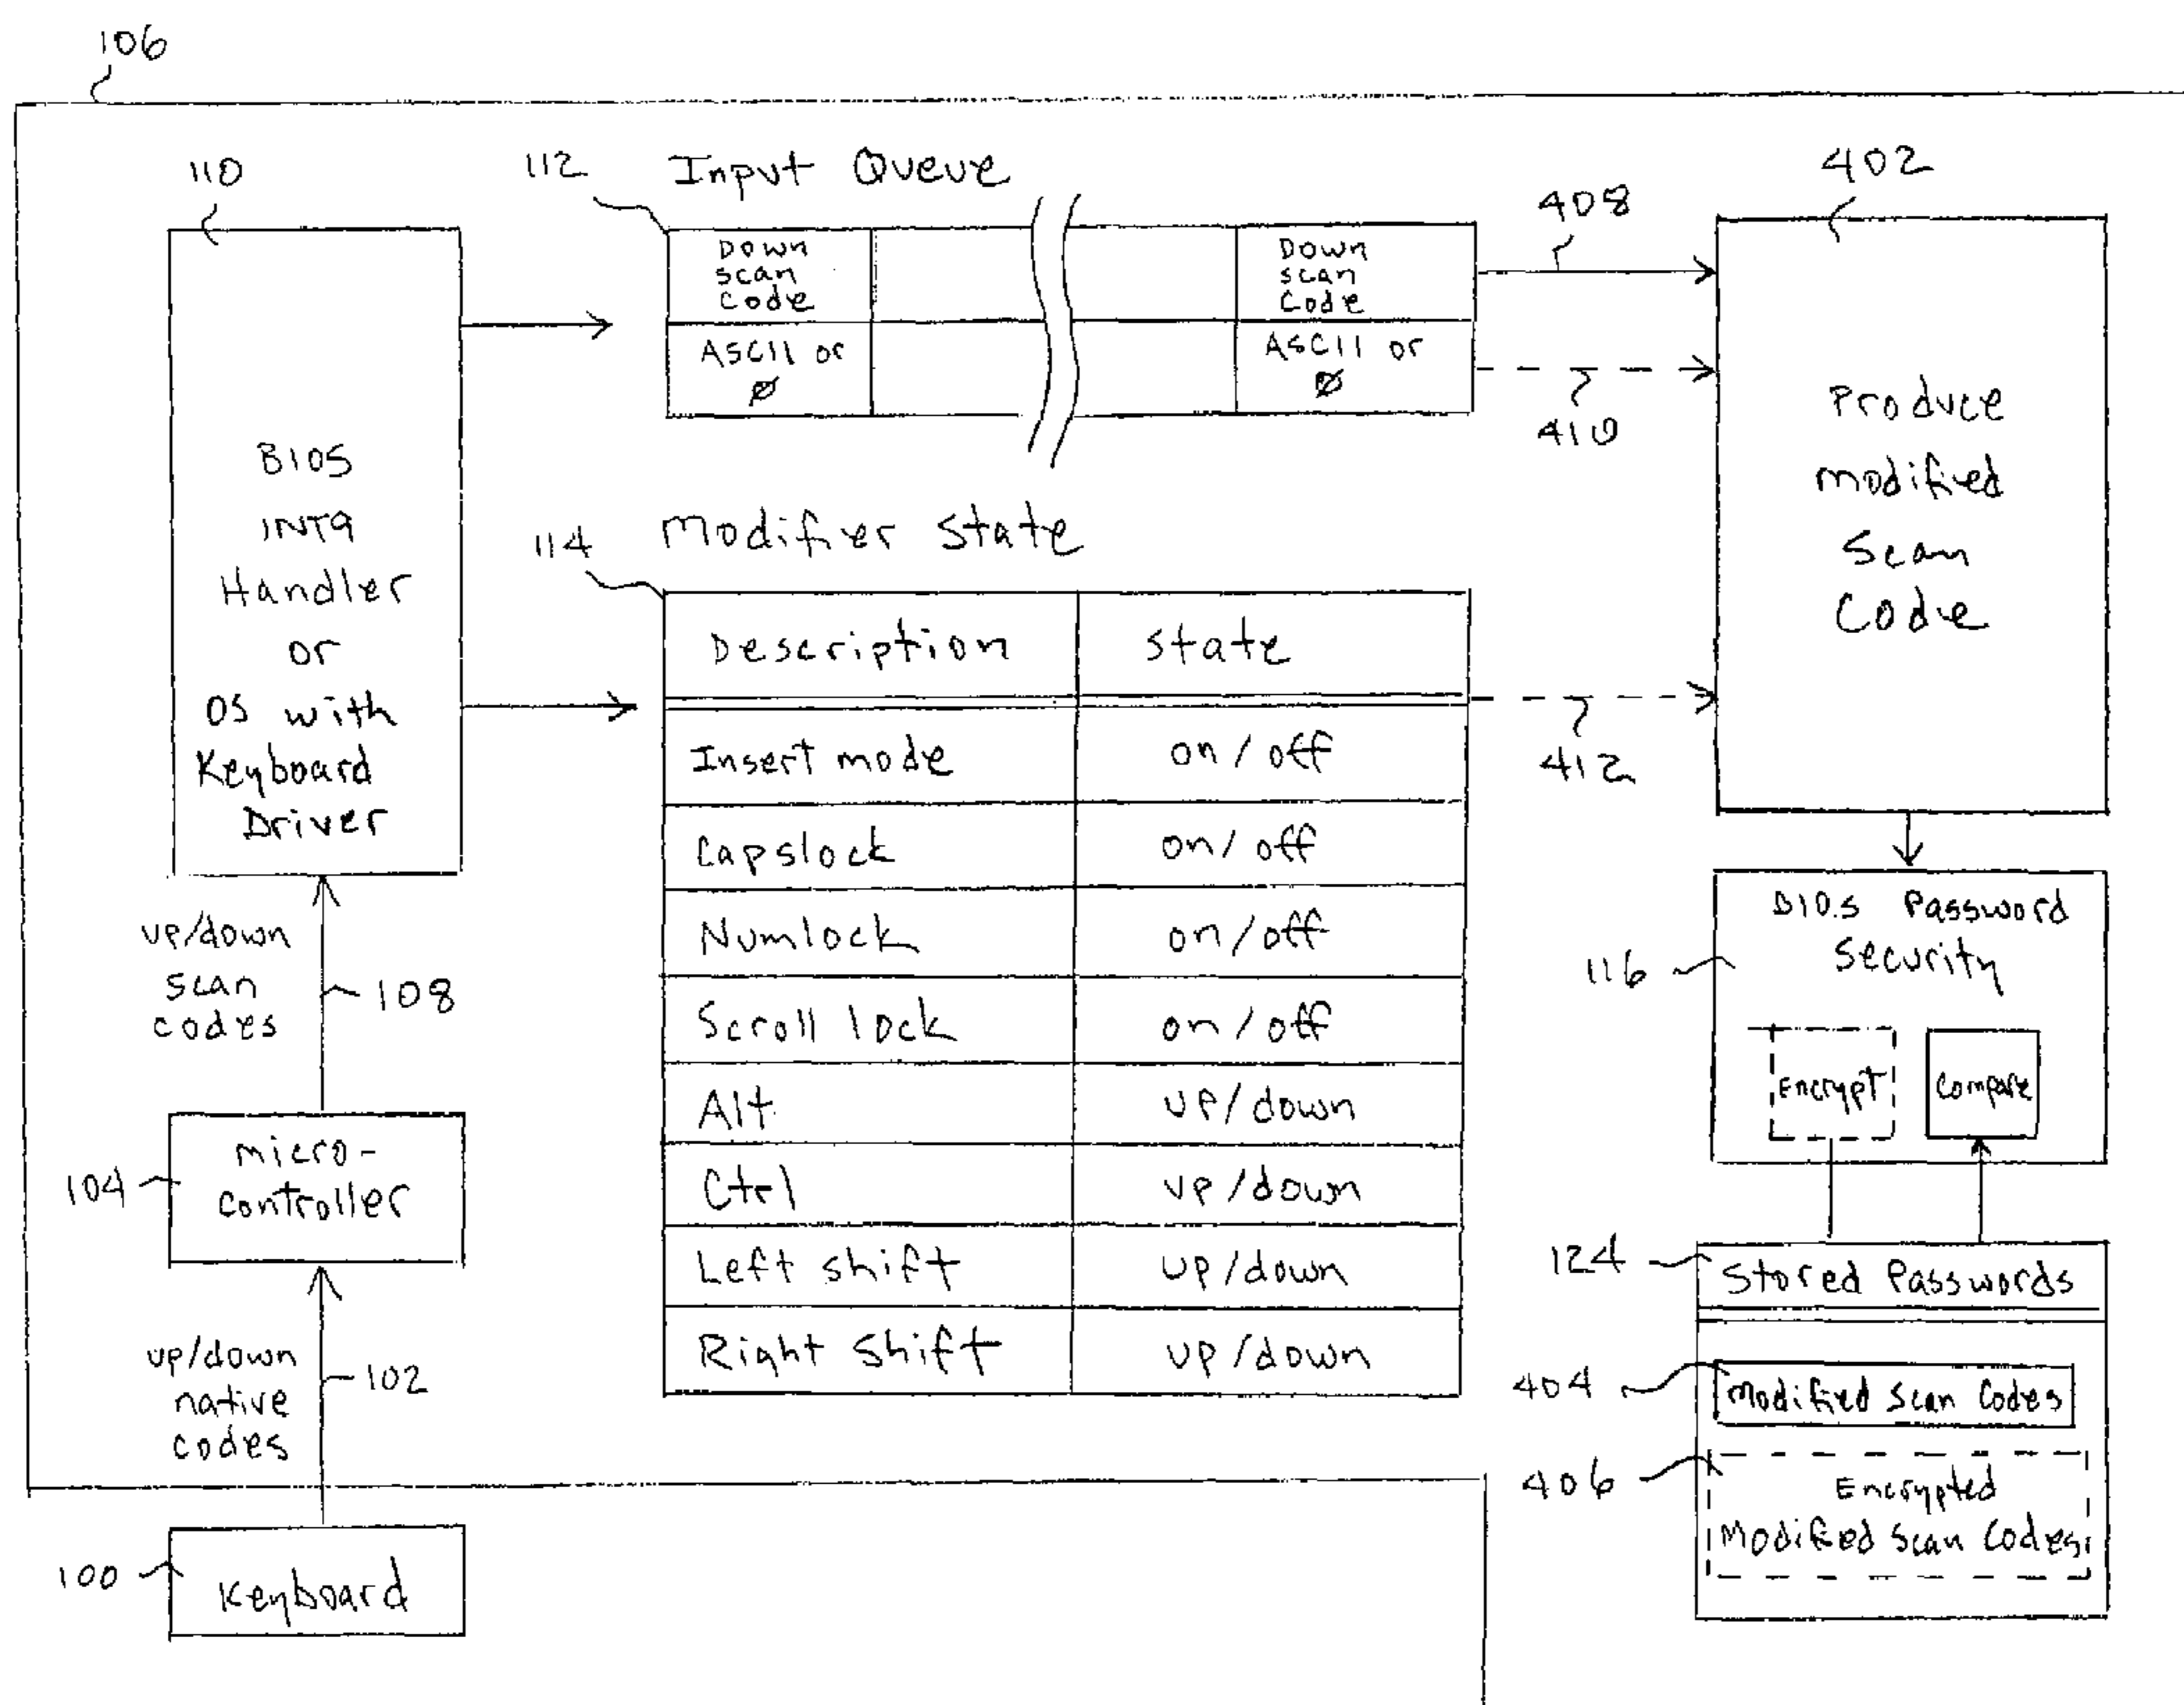 106
110
BIOS
INT9
Handler
or
OS with
Keyboard
Driver
up/down
scan
codes
108
104
micro-
controller
up/down
native
codes
102
100
Keyboard
112
Input Queue
Down
scan
Code
Down
scan
Code
ASCII or
Ø
ASCII or
Ø
114
Modifier State
Description state
Insert mode on/off
Capslock on/off
Numlock on/off
Scroll lock on/off
Alt up/down
Ctrl up/down
Left shift up/down
Right shift up/down
408
410
412
402
Produce
modified
Scan
Code
116
BIOS Password
Security
Encrypt
Compare
124
Stored Passwords
404
Modified Scan Codes
406
Encrypted
Modified Scan Codes